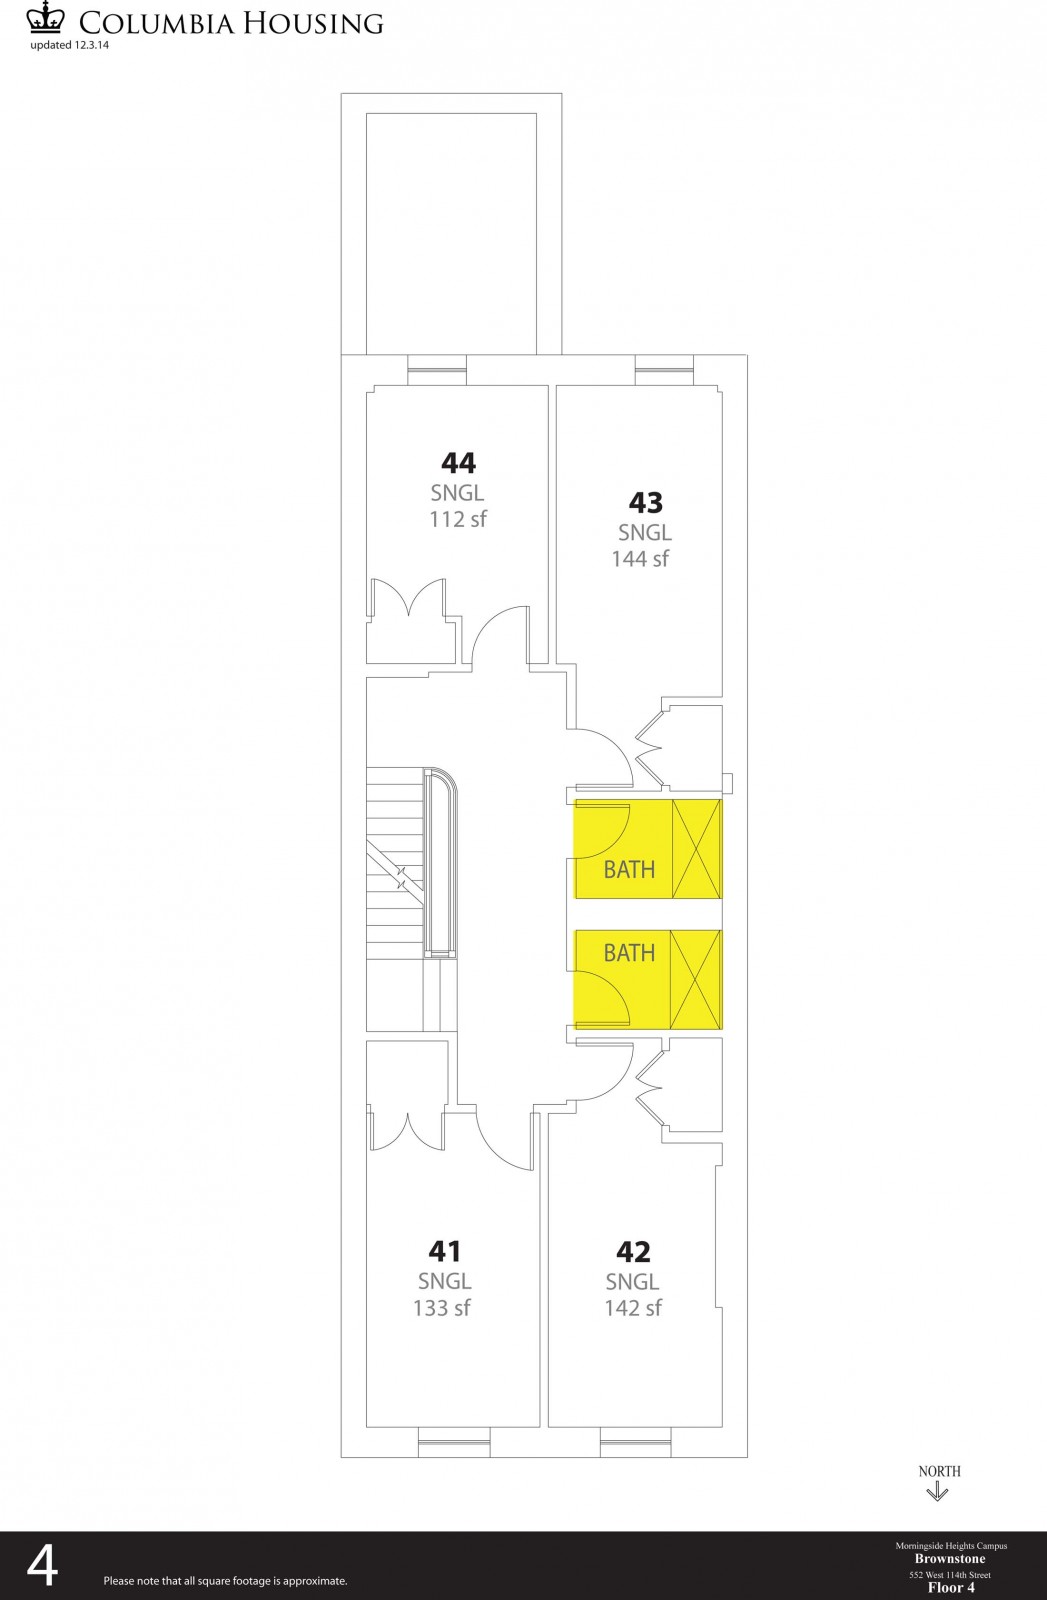 COLUMBIA HOUSING
updated 12.3.14
44
SNGL
112 sf
43
SNGL
144 sf
BATH
BATH
41
SNGL
133 sf
42
SNGL
142 sf
NORTH
4
Please note that all square footage is approximate.
Morningside Heights Campus
Brownstone
552 West 114th Street
Floor 4